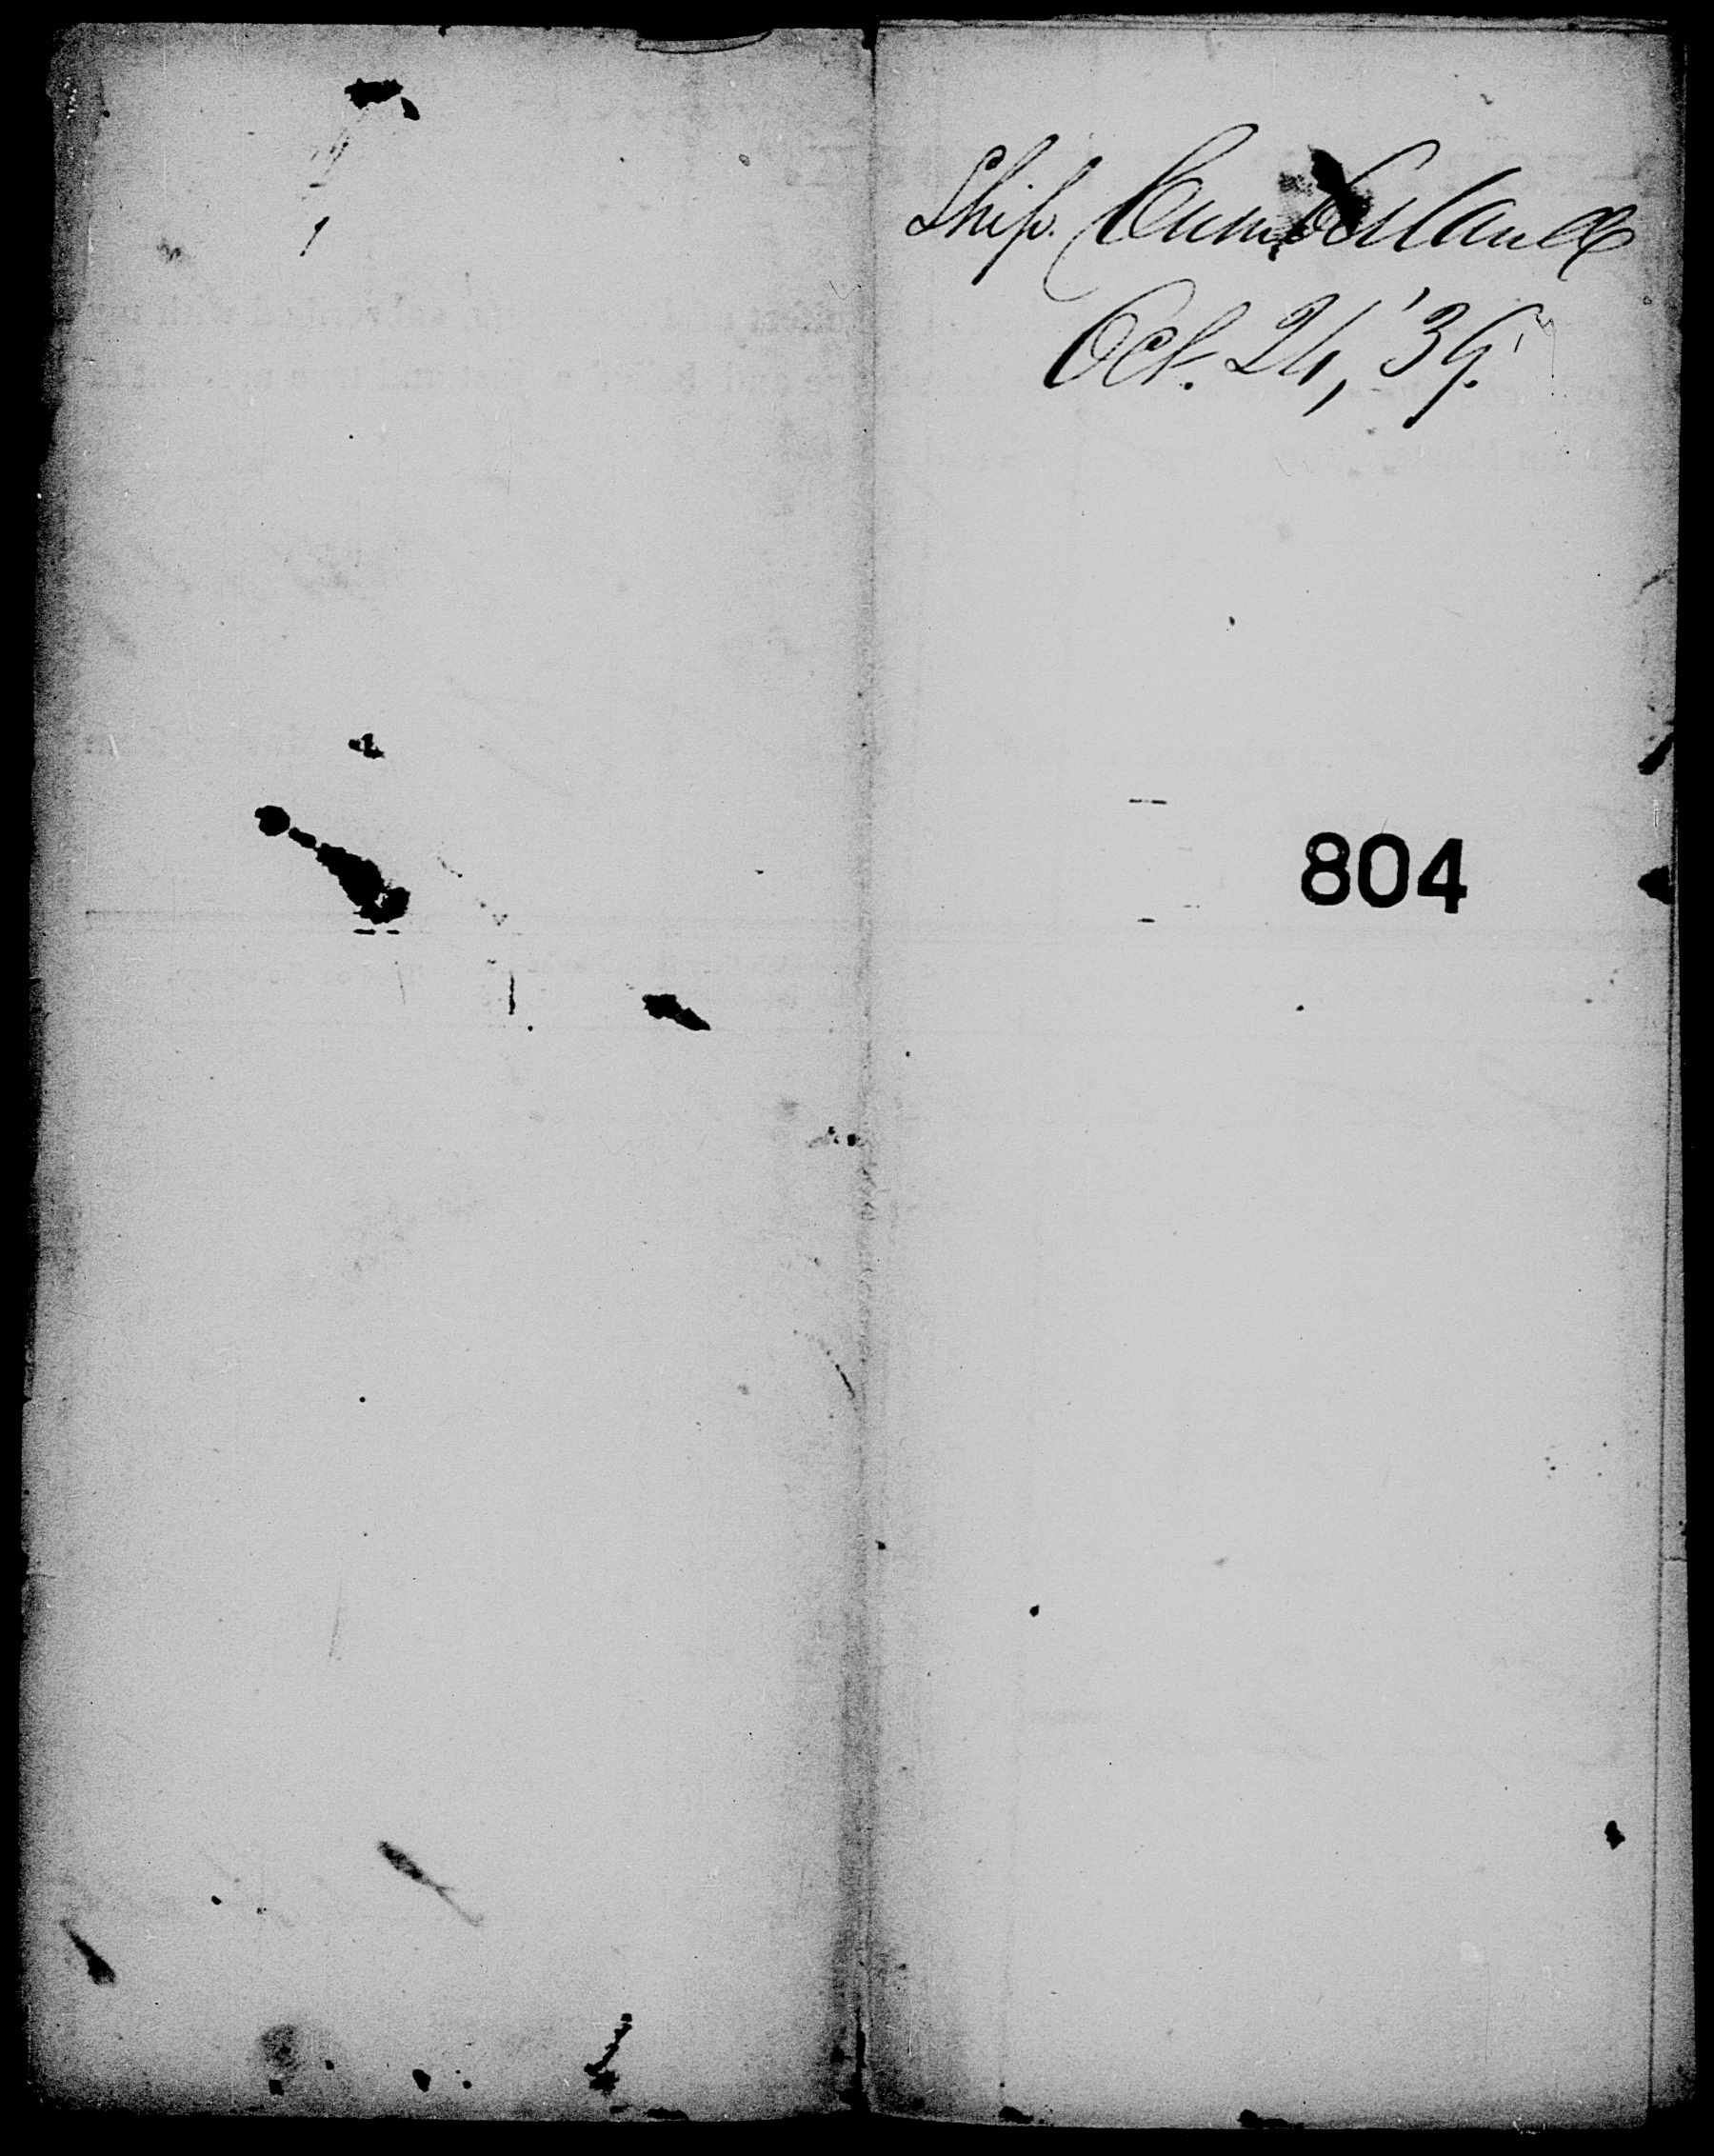 Ship. Cumberland
Oct. 24, '39.
804